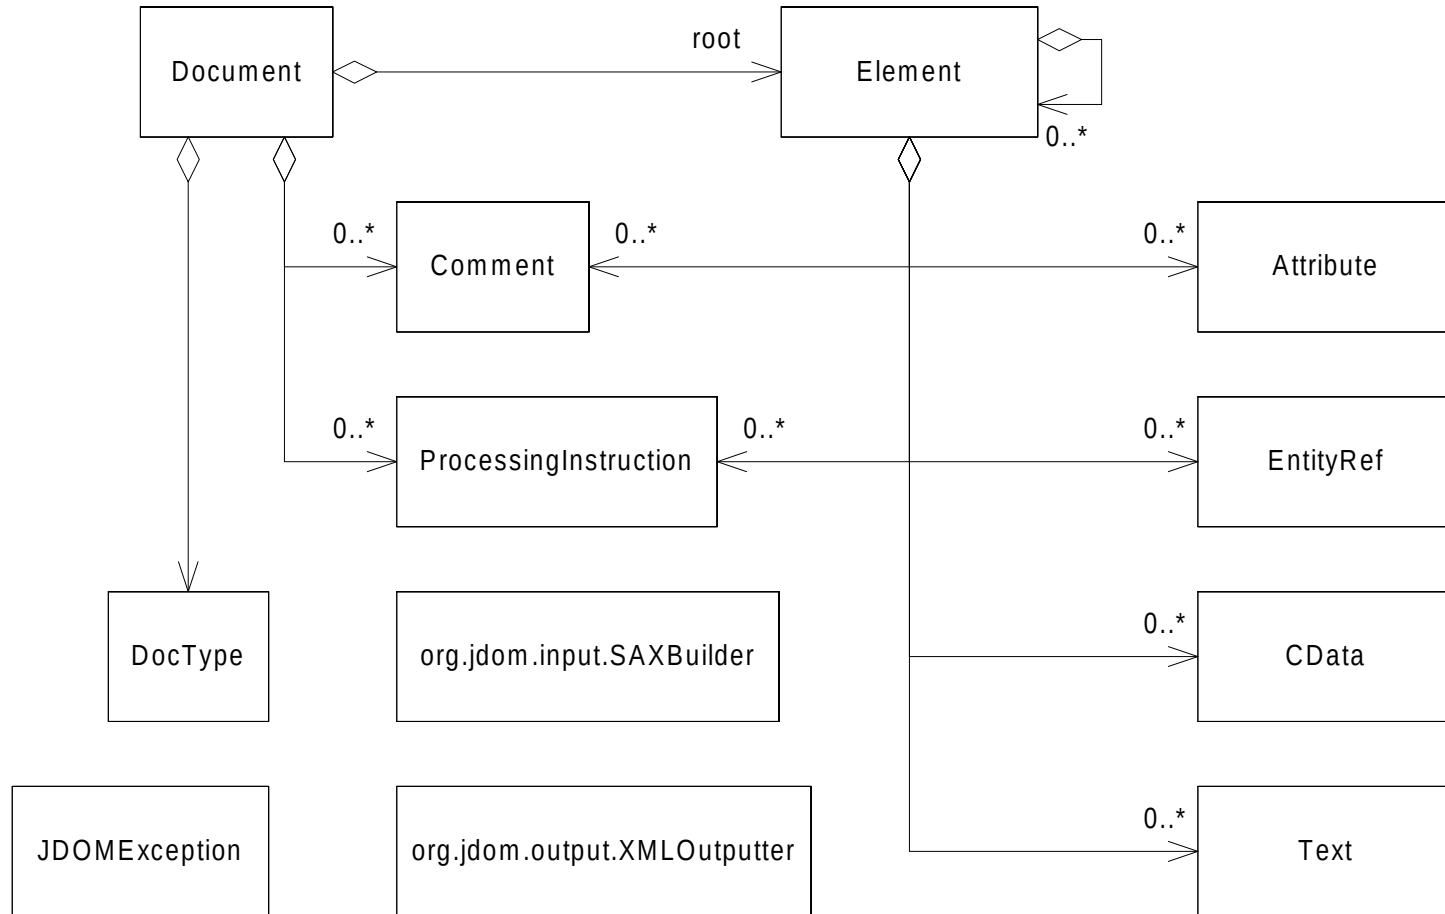 root
Document
Element
0..*
0..*
0..*
0..*
Comment
Attribute
0..*
0..*
0..*
ProcessingInstruction
EntityRef
0..*
DocType
org.jdom.input.SAXBuilder
CData
0..*
JDOMException
org.jdom.output.XMLOutputter
Text